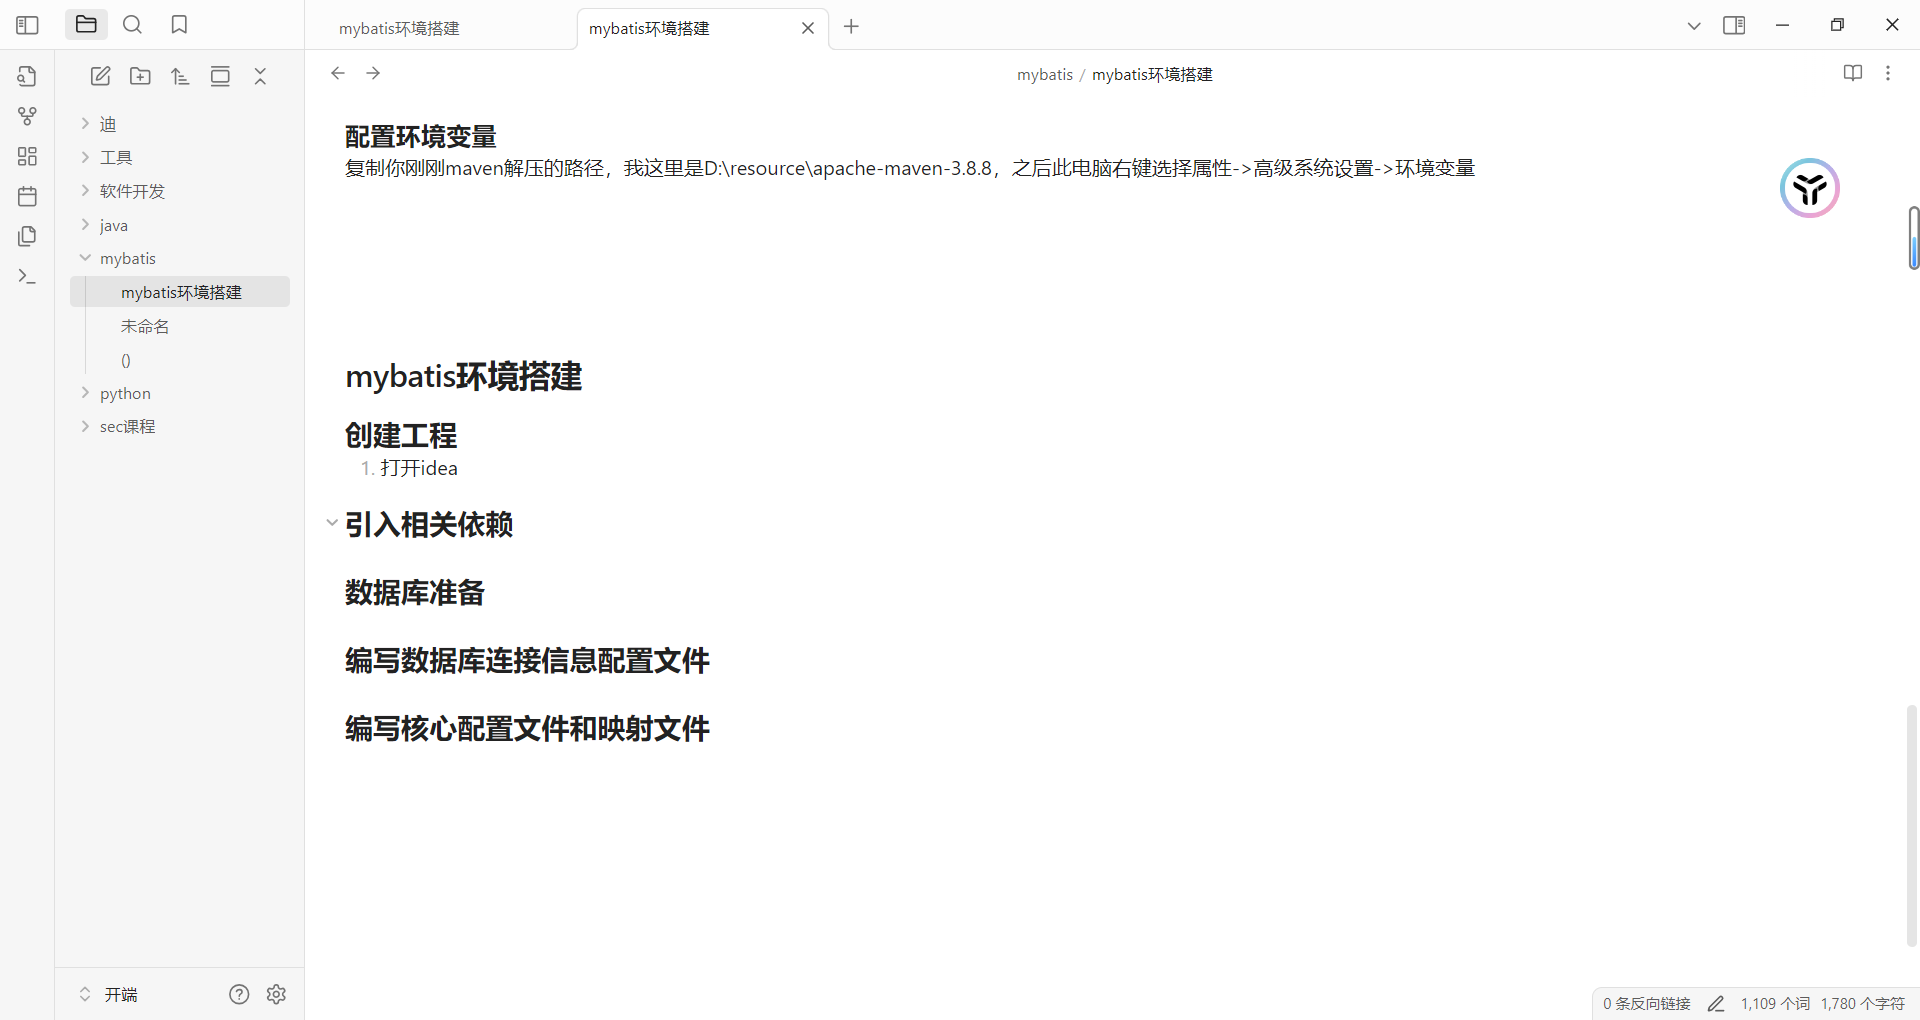 mybatis环境搭建
mybatis环境搭建
mybatis / mybatis环境搭建
迪
工具
软件开发
java
mybatis
mybatis环境搭建
未命名
()
python
sec课程
开端
配置环境变量
复制你刚刚maven解压的路径，我这里是D:\resource\apache-maven-3.8.8，之后此电脑右键选择属性->高级系统设置->环境变量
mybatis环境搭建
创建工程
1. 打开idea
引入相关依赖
数据库准备
编写数据库连接信息配置文件
编写核心配置文件和映射文件
0 条反向链接 1,109 个词 1,780 个字符